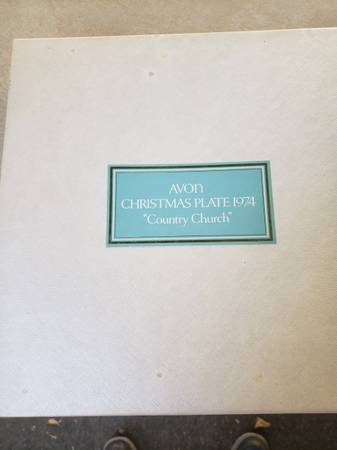 AVON
CHRISTMAS PLATE 1974
"Country Church"